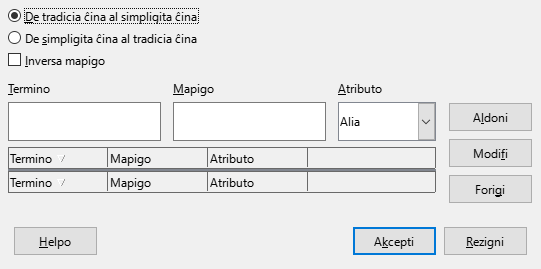 De tradicia ĉina al simpligita ĉina
De simpligita ĉina al tradicia ĉina
Inversa mapigo
Termino Mapigo Atributo
Alia
Aldoni
Modifi
Forigi
Termino / Mapigo Atributo
Termino / Mapigo Atributo
Helpo Akcepti Rezigni